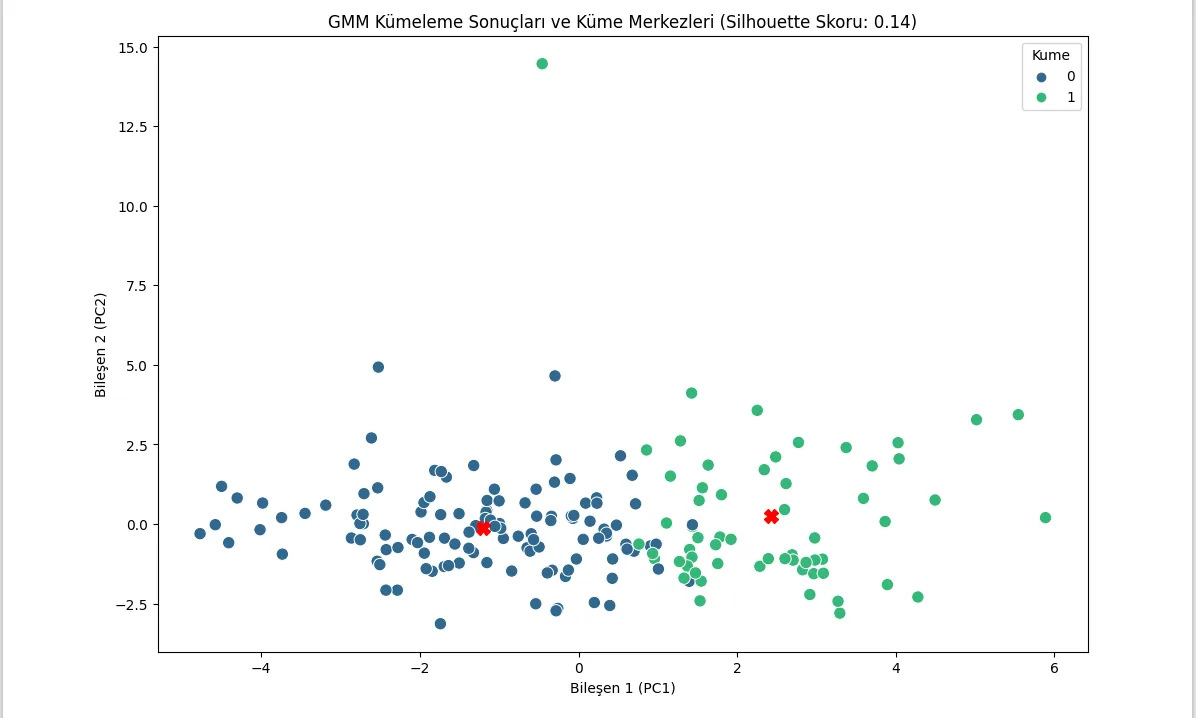 GMM Kümeleme Sonuçları ve Küme Merkezleri (Silhouette Skoru: 0.14)
Kume
0
1
15.0
12.5
10.0
7.5
5.0
2.5
0.0
−2.5
Bileşen 2 (PC2)
−4 −2 0 2 4 6
Bileşen 1 (PC1)